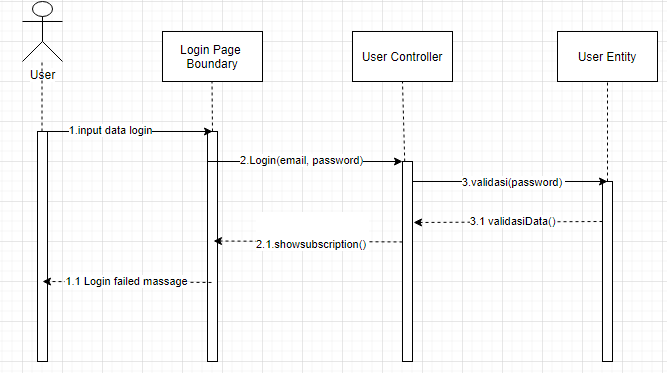 User
Login Page
Boundary
User Controller
User Entity
1.input data login
2.Login(email, password)
3.validasi(password)
3.1 validasiData()
2.1.showsubscription()
1.1 Login failed massage